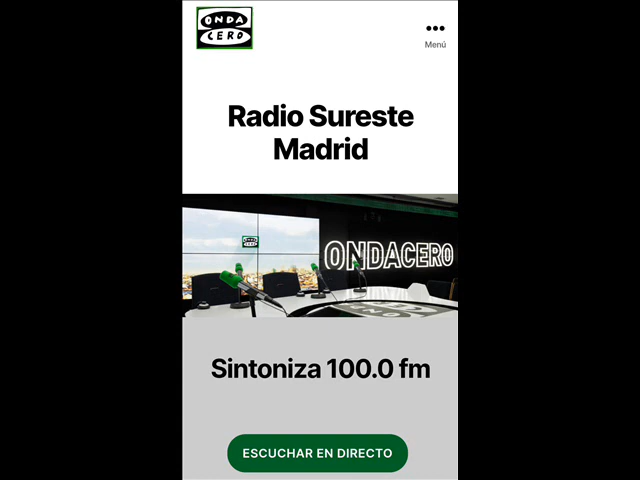 ONDA
CERO
Menú
Radio Sureste
Madrid
ONDACERO
Sintoniza 100.0 fm
ESCUCHAR EN DIRECTO